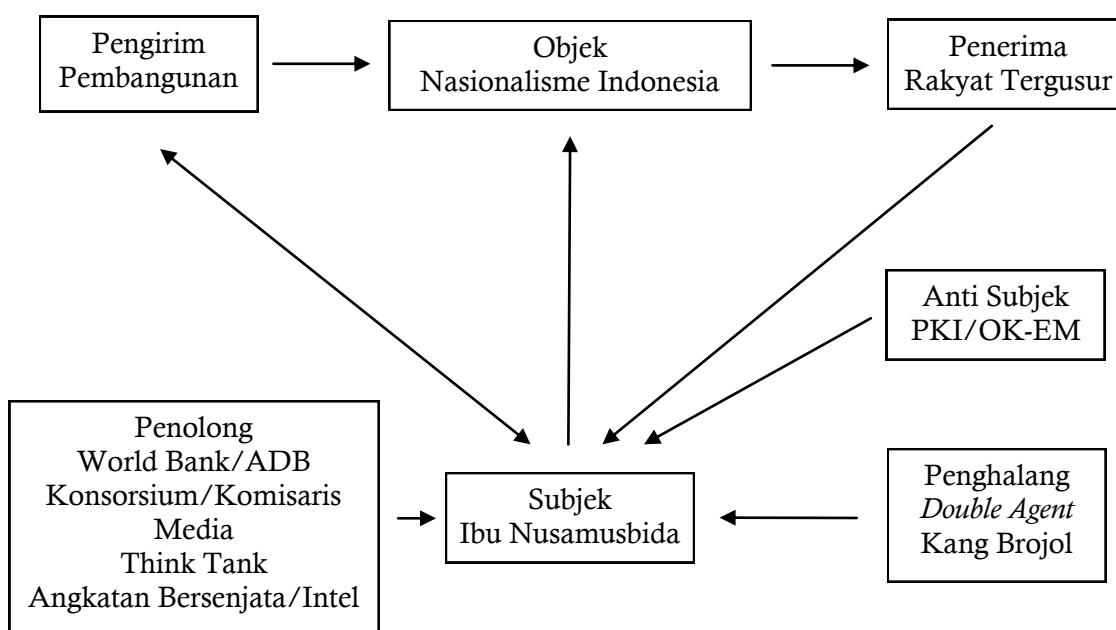 Pengirim
Pembangunan
Objek
Nasionalisme Indonesia
Penerima
Rakyat Tergusur
Anti Subjek
PKI/OK-EM
Penolong
World Bank/ADB
Konsorsium/Komisaris
Media
Think Tank
Angkatan Bersenjata/Intel
Subjek
Ibu Nusamusbida
Penghalang
Double Agent
Kang Brojol